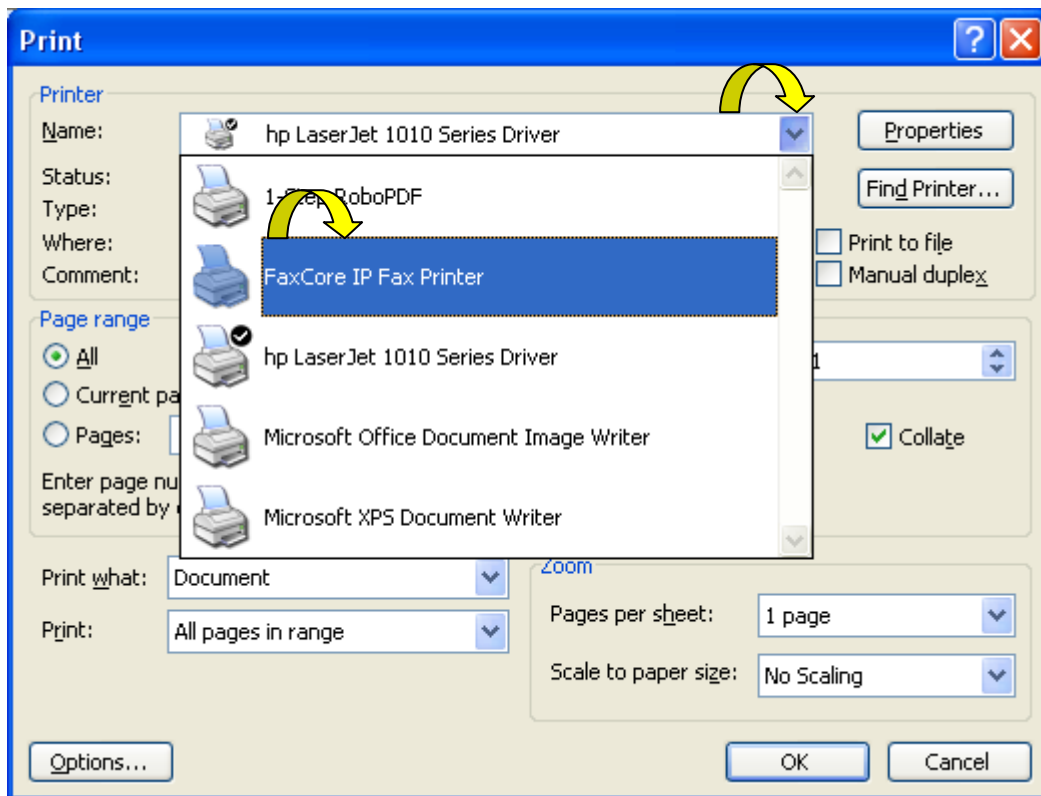 Print
Printer
Name:
hp LaserJet 1010 Series Driver
Properties
Status:
1-Step RoboPDF
Find Printer...
Type:
Where:
Print to file
Comment:
FaxCore IP Fax Printer
Manual duplex
Page range
All
hp LaserJet 1010 Series Driver
1
Current pa
Pages:
Microsoft Office Document Image Writer
Collate
Enter page nu
separated by
Microsoft XPS Document Writer
Print what:
Document
Zoom
Pages per sheet:
1 page
Print:
All pages in range
Scale to paper size:
No Scaling
Options...
OK
Cancel